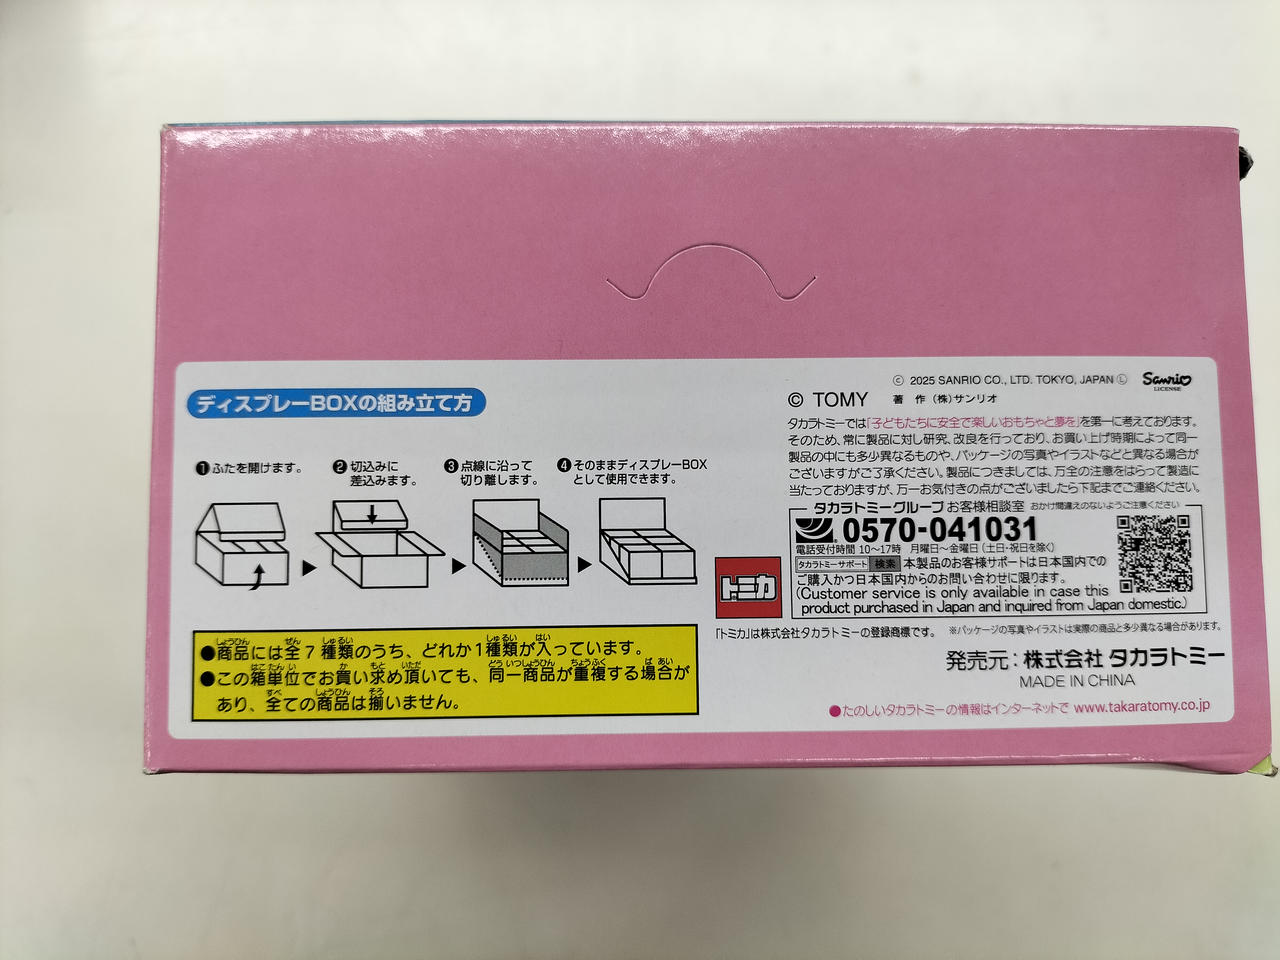 ディスプレーBOXの組み立て方
❶ふたを開けます。
❷切込みに
差込みます。
❸点線に沿って
切り離します。
❹そのままディスプレーBOX
として使用できます。
●商品には全7種類のうち、どれか1種類が入っています。
●この箱単位でお買い求め頂いても、同一商品が重複する場合が
あり、全ての商品は揃いません。
ⓒ 2025 SANRIO CO., LTD. TOKYO, JAPAN Ⓛ
Sanrio
LICENSE
© TOMY 著 作 (株)サンリオ
タカラトミーでは「子どもたちに安全で楽しいおもちゃと夢を」を第一に考えております。
そのため、常に製品に対し研究、改良を行っており、お買い上げ時期によって同一
製品の中にも多少異なるものや、パッケージの写真やイラストなどと異なる場合が
ございますがご了承ください。製品につきましては、万全の注意をはらって製造に
当たっておりますが、万一お気付きの点がございましたら下記までご連絡ください。
タカラトミーグループお客様相談室 おかけ間違えのないようご注意ください
0570-041031
電話受付時間 10〜17時 月曜日〜金曜日(土日・祝日を除く)
タカラトミーサポート 検索 本製品のお客様サポートは日本国内での
ご購入かつ日本国内からのお問い合わせに限ります。
(Customer service is only available in case this
product purchased in Japan and inquired from Japan domestic.)
トミカ
「トミカ」は株式会社タカラトミーの登録商標です。
※パッケージの写真やイラストは実際の商品と多少異なる場合があります。
発売元：株式会社 タカラトミー
MADE IN CHINA
●たのしいタカラトミーの情報はインターネットで www.takaratomy.co.jp